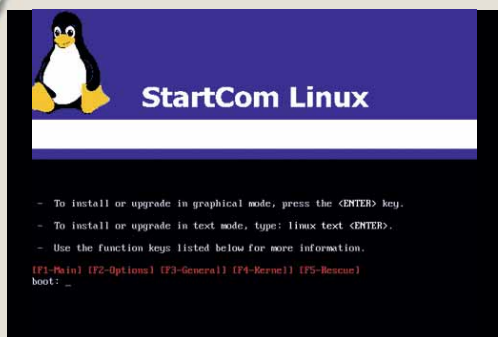 StartCom Linux
- To install or upgrade in graphical mode, press the <ENTER> key.
- To install or upgrade in text mode, type: linux text <ENTER>.
- Use the function keys listed below for more information.
[F1-Main] [F2-Options] [F3-General] [F4-Kernel] [F5-Rescue]
boot: _